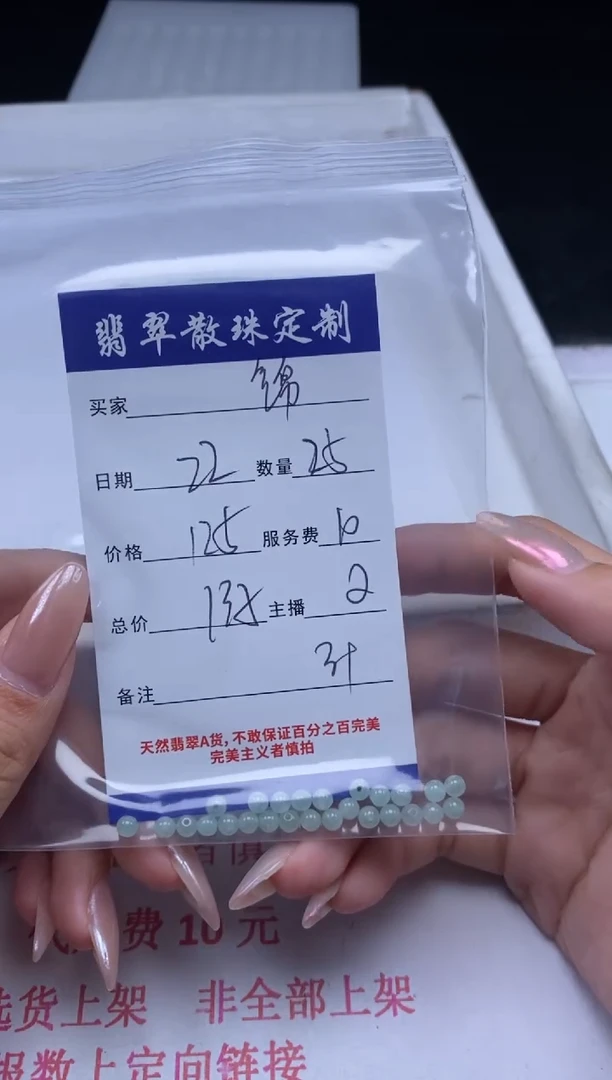 翡翠散珠定制
买家 绵
日期 22 数量 25
价格 125 服务费 10
总价 135 主播 2
备注
天然翡翠A货，不敢保证百分之百完美
完美主义者慎拍
费 10 元
选货上架 非全部上架
报数上定向链接